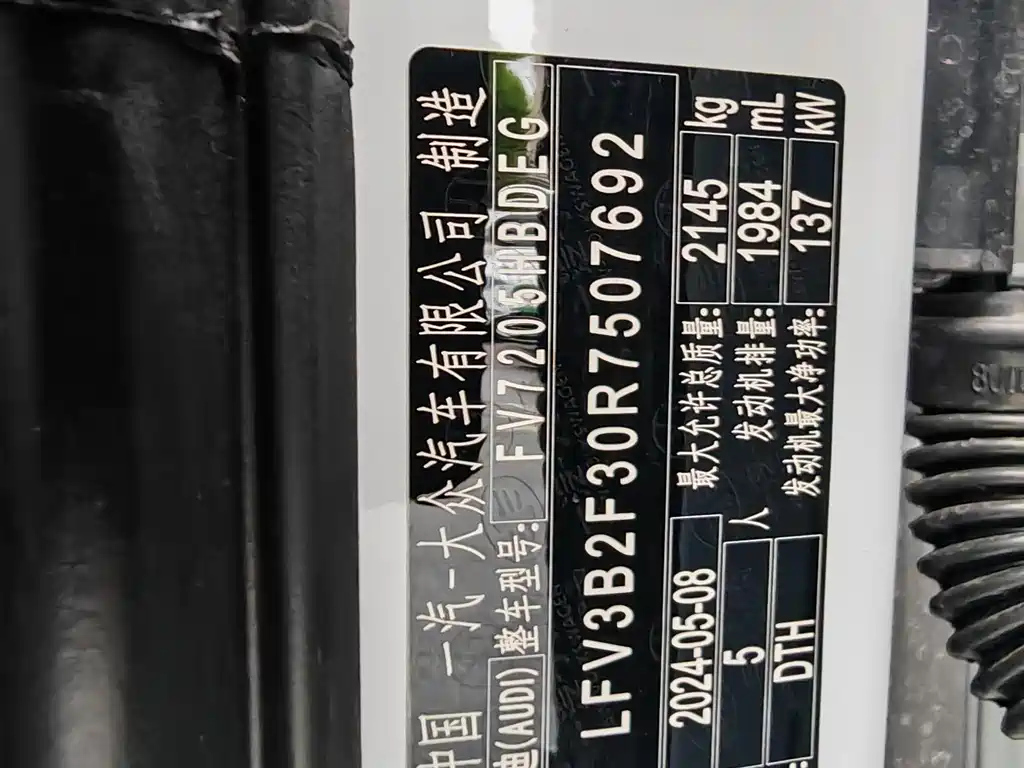 中国 一汽-大众汽车有限公司 制造
迪(AUDI) 整车型号: FV7205HBDEG
LFV3B2F30R7507692
2024-05-08 最大允许总质量: 2145 kg
5 人 发动机排量: 1984 mL
DTH 发动机最大净功率: 137 kW